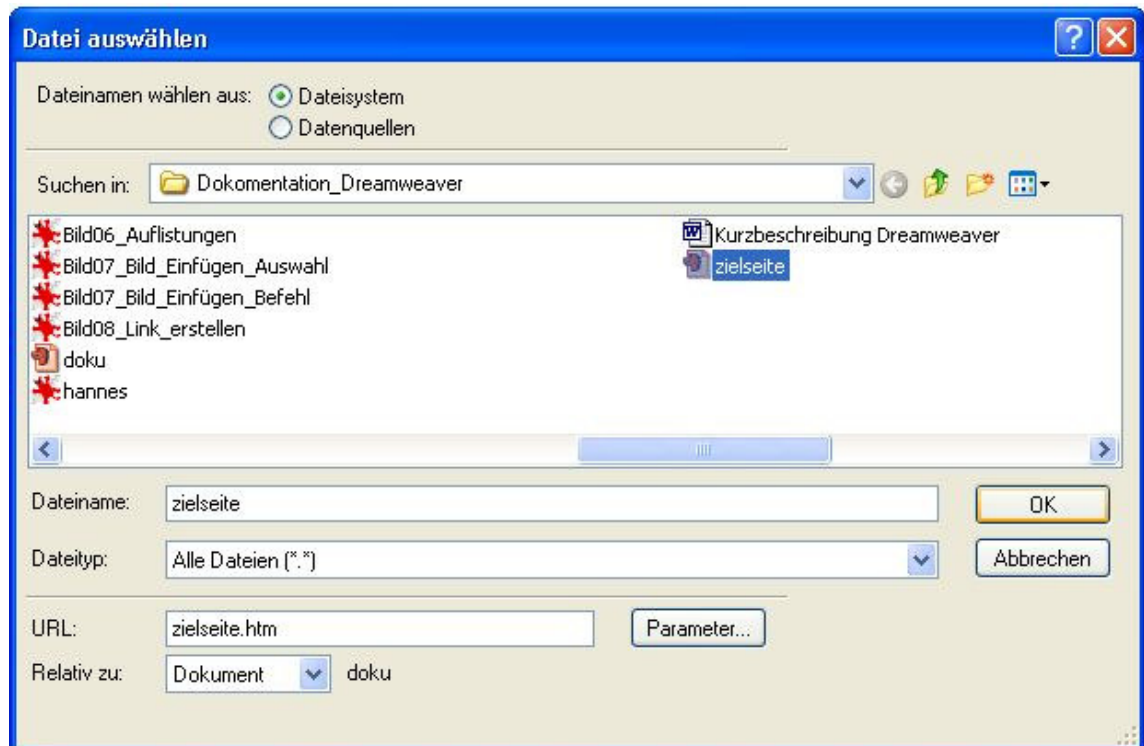 Datei auswählen
Dateinamen wählen aus: Dateisystem
Datenquellen
Suchen in: Dokomentation_Dreamweaver
Bild06_Auflistungen
Bild07_Bild_Einfügen_Auswahl
Bild07_Bild_Einfügen_Befehl
Bild08_Link_erstellen
doku
hannes
Kurzbeschreibung Dreamweaver
zielseite
Dateiname: zielseite OK
Dateityp: Alle Dateien (*.*) Abbrechen
URL: zielseite.htm Parameter...
Relativ zu: Dokument doku